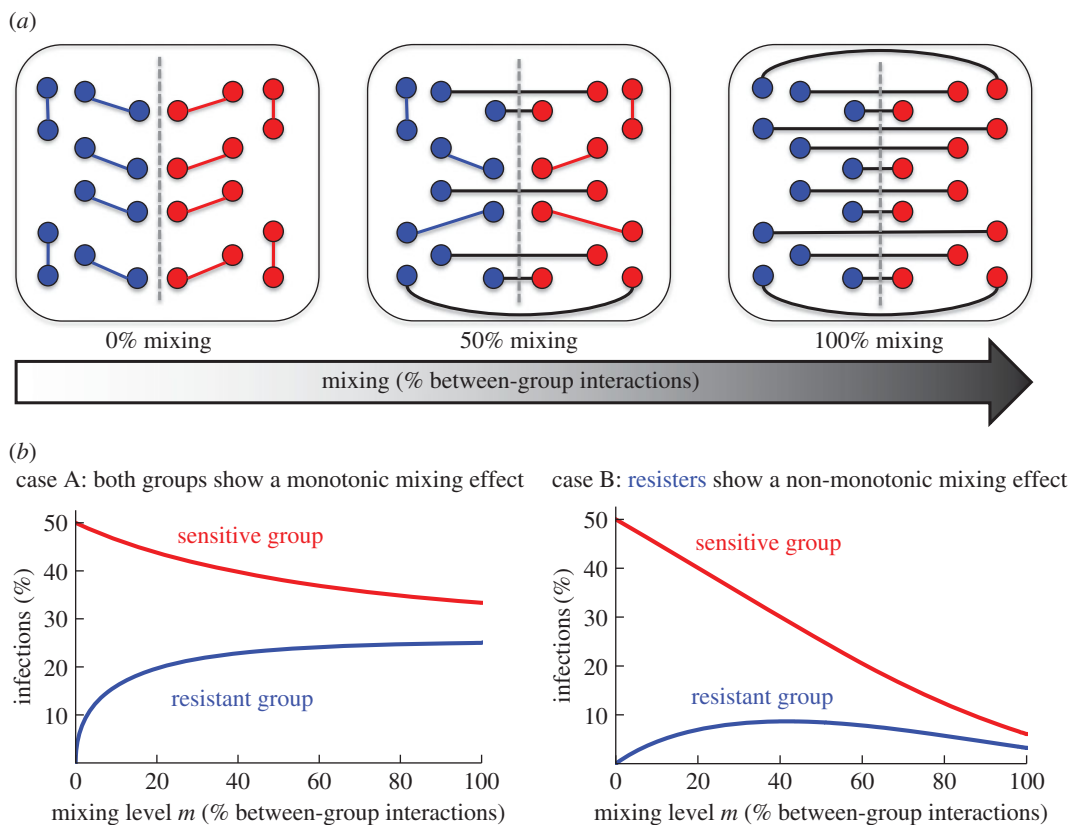 (a)
0% mixing
50% mixing
100% mixing
mixing (% between-group interactions)
(b)
case A: both groups show a monotonic mixing effect
50
40
30
20
10
infections (%)
sensitive group
resistant group
0
20
40
60
80
100
mixing level m (% between-group interactions)
case B: resisters show a non-monotonic mixing effect
50
40
30
20
10
infections (%)
sensitive group
resistant group
0
20
40
60
80
100
mixing level m (% between-group interactions)